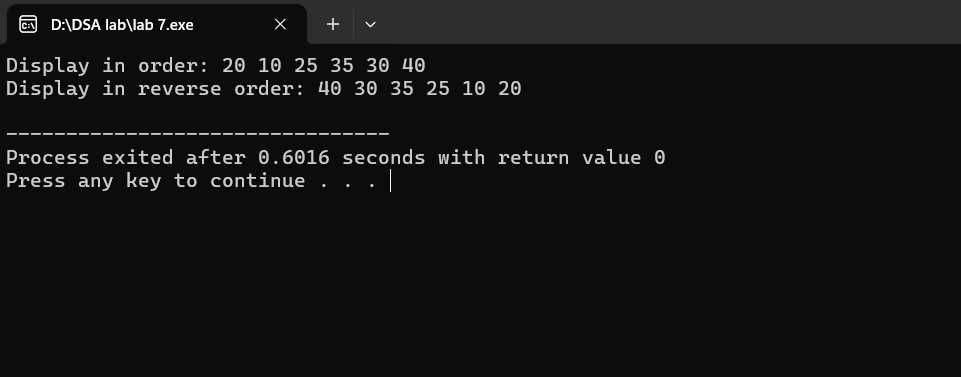 D:\DSA lab\lab 7.exe
Display in order: 20 10 25 35 30 40
Display in reverse order: 40 30 35 25 10 20
--------------------------------
Process exited after 0.6016 seconds with return value 0
Press any key to continue . . .